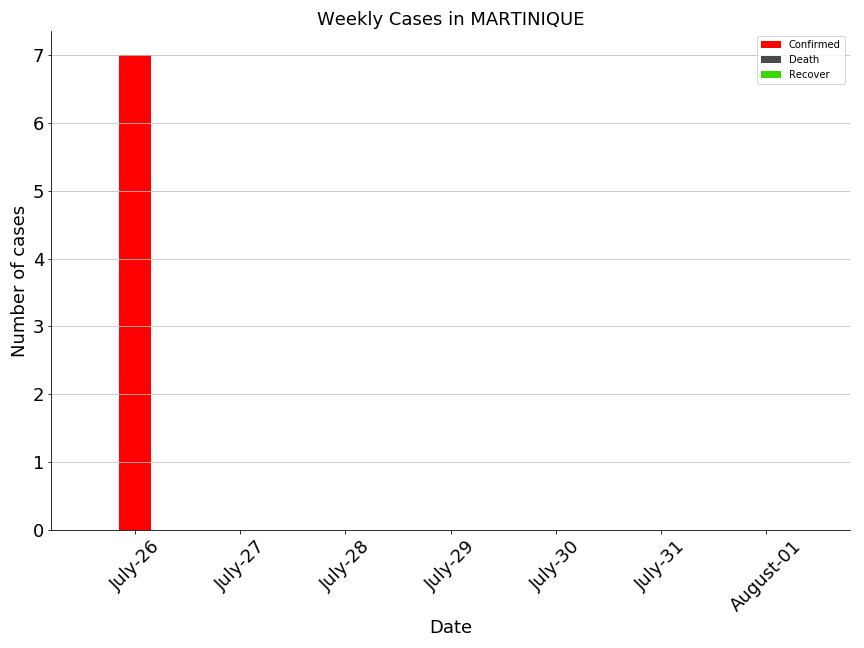 Weekly Cases in MARTINIQUE
Confirmed
Death
Recover
Number of cases
7
6
5
4
3
2
1
0
July-26
July-27
July-28
July-29
July-30
July-31
August-01
Date